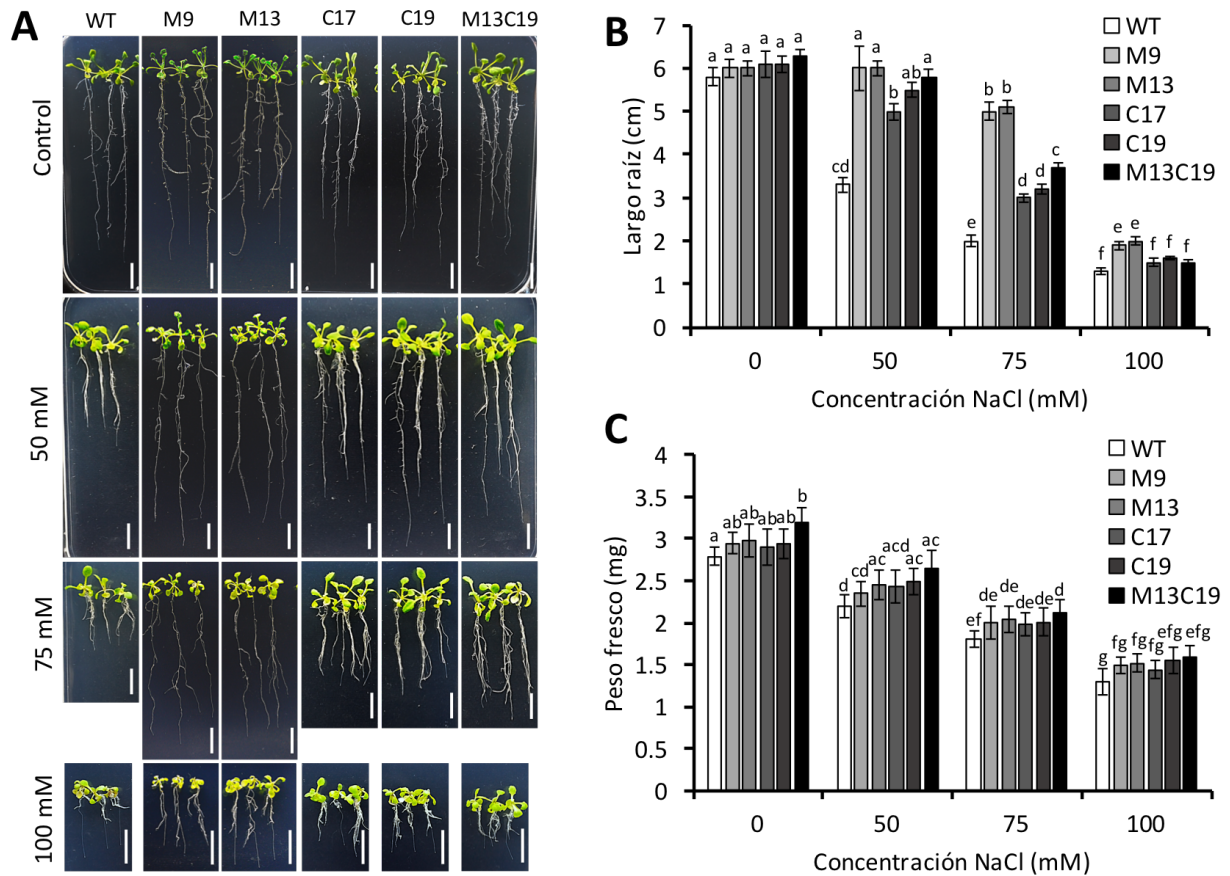 A
WT M9 M13 C17 C19 M13C19
Control
50 mM
75 mM
100 mM
B
Largo raíz (cm)
7
6
5
4
3
2
1
0
a a a a a a
cd a a b ab a
e b b d d c
f e e f f f
0 50 75 100
Concentración NaCl (mM)
WT
M9
M13
C17
C19
M13C19
C
Peso fresco (mg)
4
3.5
3
2.5
2
1.5
1
0.5
0
a ab ab ab ab b
d cd ac acd ac ac
ef de de de de d
g fg fg fg efg efg
0 50 75 100
Concentración NaCl (mM)
WT
M9
M13
C17
C19
M13C19